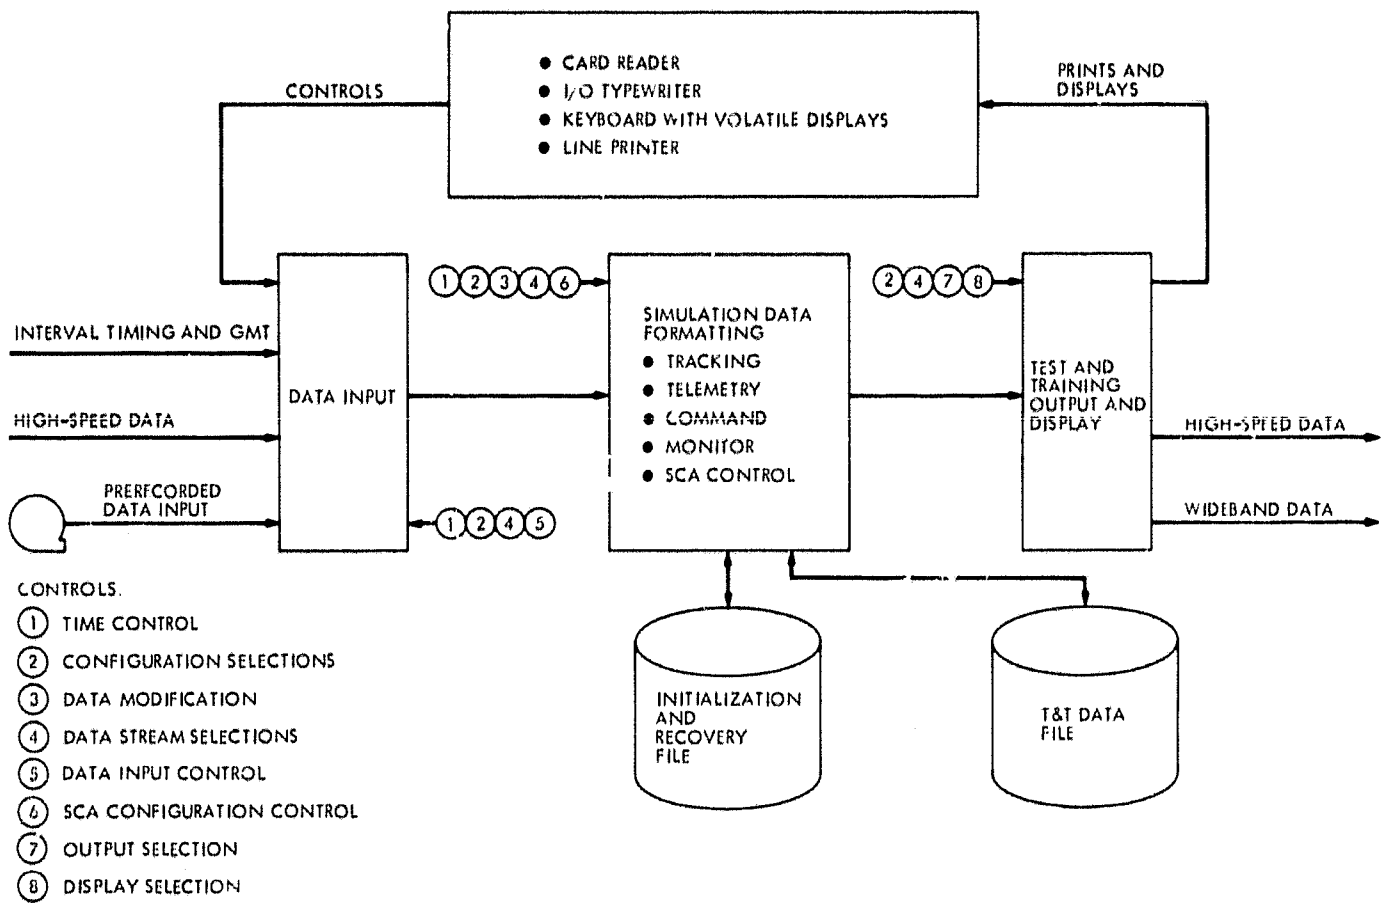 ● CARD READER
● I/O TYPEWRITER
● KEYBOARD WITH VOLATILE DISPLAYS
● LINE PRINTER
CONTROLS
PRINTS AND
DISPLAYS
1 2 3 4 6
2 4 7 8
INTERVAL TIMING AND GMT
HIGH-SPEED DATA
PRERECORDED
DATA INPUT
DATA INPUT
1 2 4 5
SIMULATION DATA
FORMATTING
● TRACKING
● TELEMETRY
● COMMAND
● MONITOR
● SCA CONTROL
TEST AND
TRAINING
OUTPUT AND
DISPLAY
HIGH-SPEED DATA
WIDEBAND DATA
INITIALIZATION
AND
RECOVERY
FILE
T&T DATA
FILE
CONTROLS.
1 TIME CONTROL
2 CONFIGURATION SELECTIONS
3 DATA MODIFICATION
4 DATA STREAM SELECTIONS
5 DATA INPUT CONTROL
6 SCA CONFIGURATION CONTROL
7 OUTPUT SELECTION
8 DISPLAY SELECTION